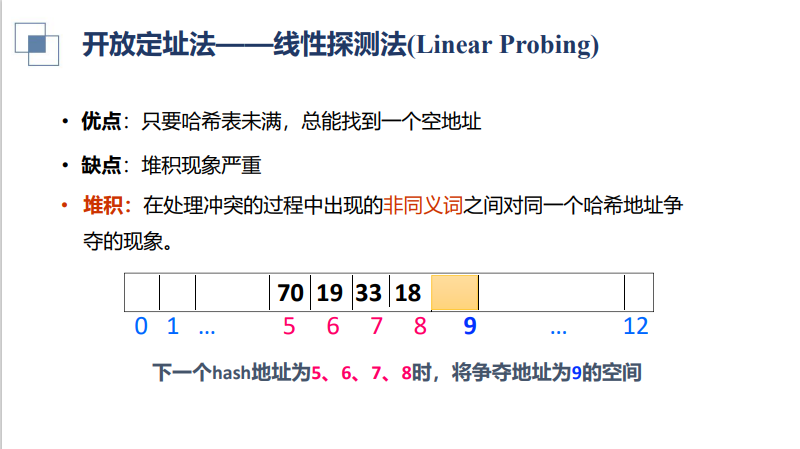 开放定址法——线性探测法(Linear Probing)
• 优点：只要哈希表未满，总能找到一个空地址
• 缺点：堆积现象严重
• 堆积：在处理冲突的过程中出现的非同义词之间对同一个哈希地址争
夺的现象。
70 19 33 18
0 1 ... 5 6 7 8 9 ... 12
下一个hash地址为5、6、7、8时，将争夺地址为9的空间